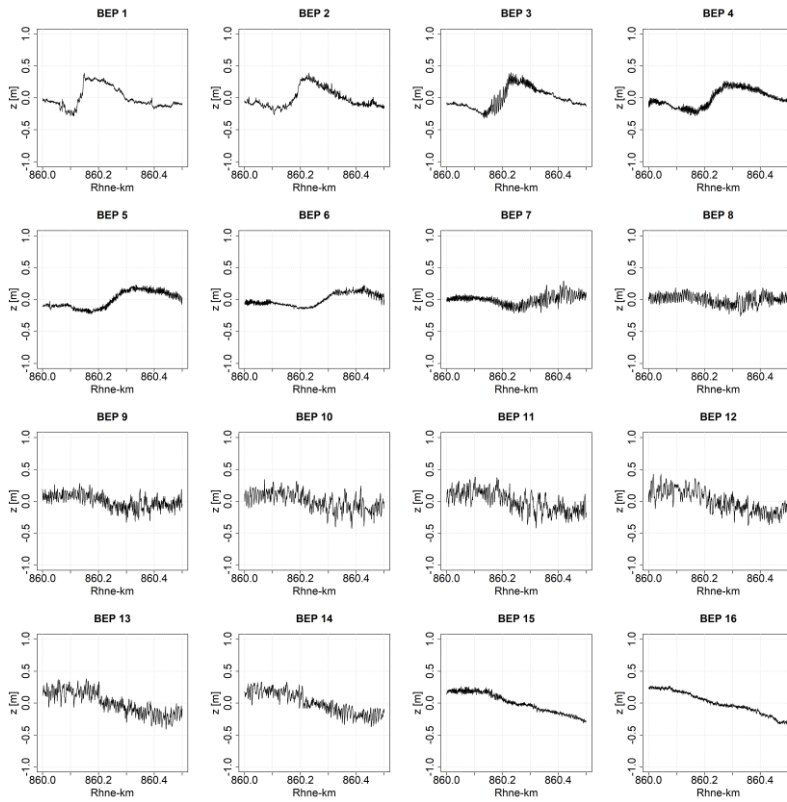 BEP 1 BEP 2 BEP 3 BEP 4
1.0 1.0 1.0 1.0
0.5 0.5 0.5 0.5
z [m] 0.0 z [m] 0.0 z [m] 0.0 z [m] 0.0
-0.5 -0.5 -0.5 -0.5
-1.0 -1.0 -1.0 -1.0
860.0 860.2 860.4 860.0 860.2 860.4 860.0 860.2 860.4 860.0 860.2 860.4
Rhne-km Rhne-km Rhne-km Rhne-km
BEP 5 BEP 6 BEP 7 BEP 8
1.0 1.0 1.0 1.0
0.5 0.5 0.5 0.5
z [m] 0.0 z [m] 0.0 z [m] 0.0 z [m] 0.0
-0.5 -0.5 -0.5 -0.5
-1.0 -1.0 -1.0 -1.0
860.0 860.2 860.4 860.0 860.2 860.4 860.0 860.2 860.4 860.0 860.2 860.4
Rhne-km Rhne-km Rhne-km Rhne-km
BEP 9 BEP 10 BEP 11 BEP 12
1.0 1.0 1.0 1.0
0.5 0.5 0.5 0.5
z [m] 0.0 z [m] 0.0 z [m] 0.0 z [m] 0.0
-0.5 -0.5 -0.5 -0.5
-1.0 -1.0 -1.0 -1.0
860.0 860.2 860.4 860.0 860.2 860.4 860.0 860.2 860.4 860.0 860.2 860.4
Rhne-km Rhne-km Rhne-km Rhne-km
BEP 13 BEP 14 BEP 15 BEP 16
1.0 1.0 1.0 1.0
0.5 0.5 0.5 0.5
z [m] 0.0 z [m] 0.0 z [m] 0.0 z [m] 0.0
-0.5 -0.5 -0.5 -0.5
-1.0 -1.0 -1.0 -1.0
860.0 860.2 860.4 860.0 860.2 860.4 860.0 860.2 860.4 860.0 860.2 860.4
Rhne-km Rhne-km Rhne-km Rhne-km